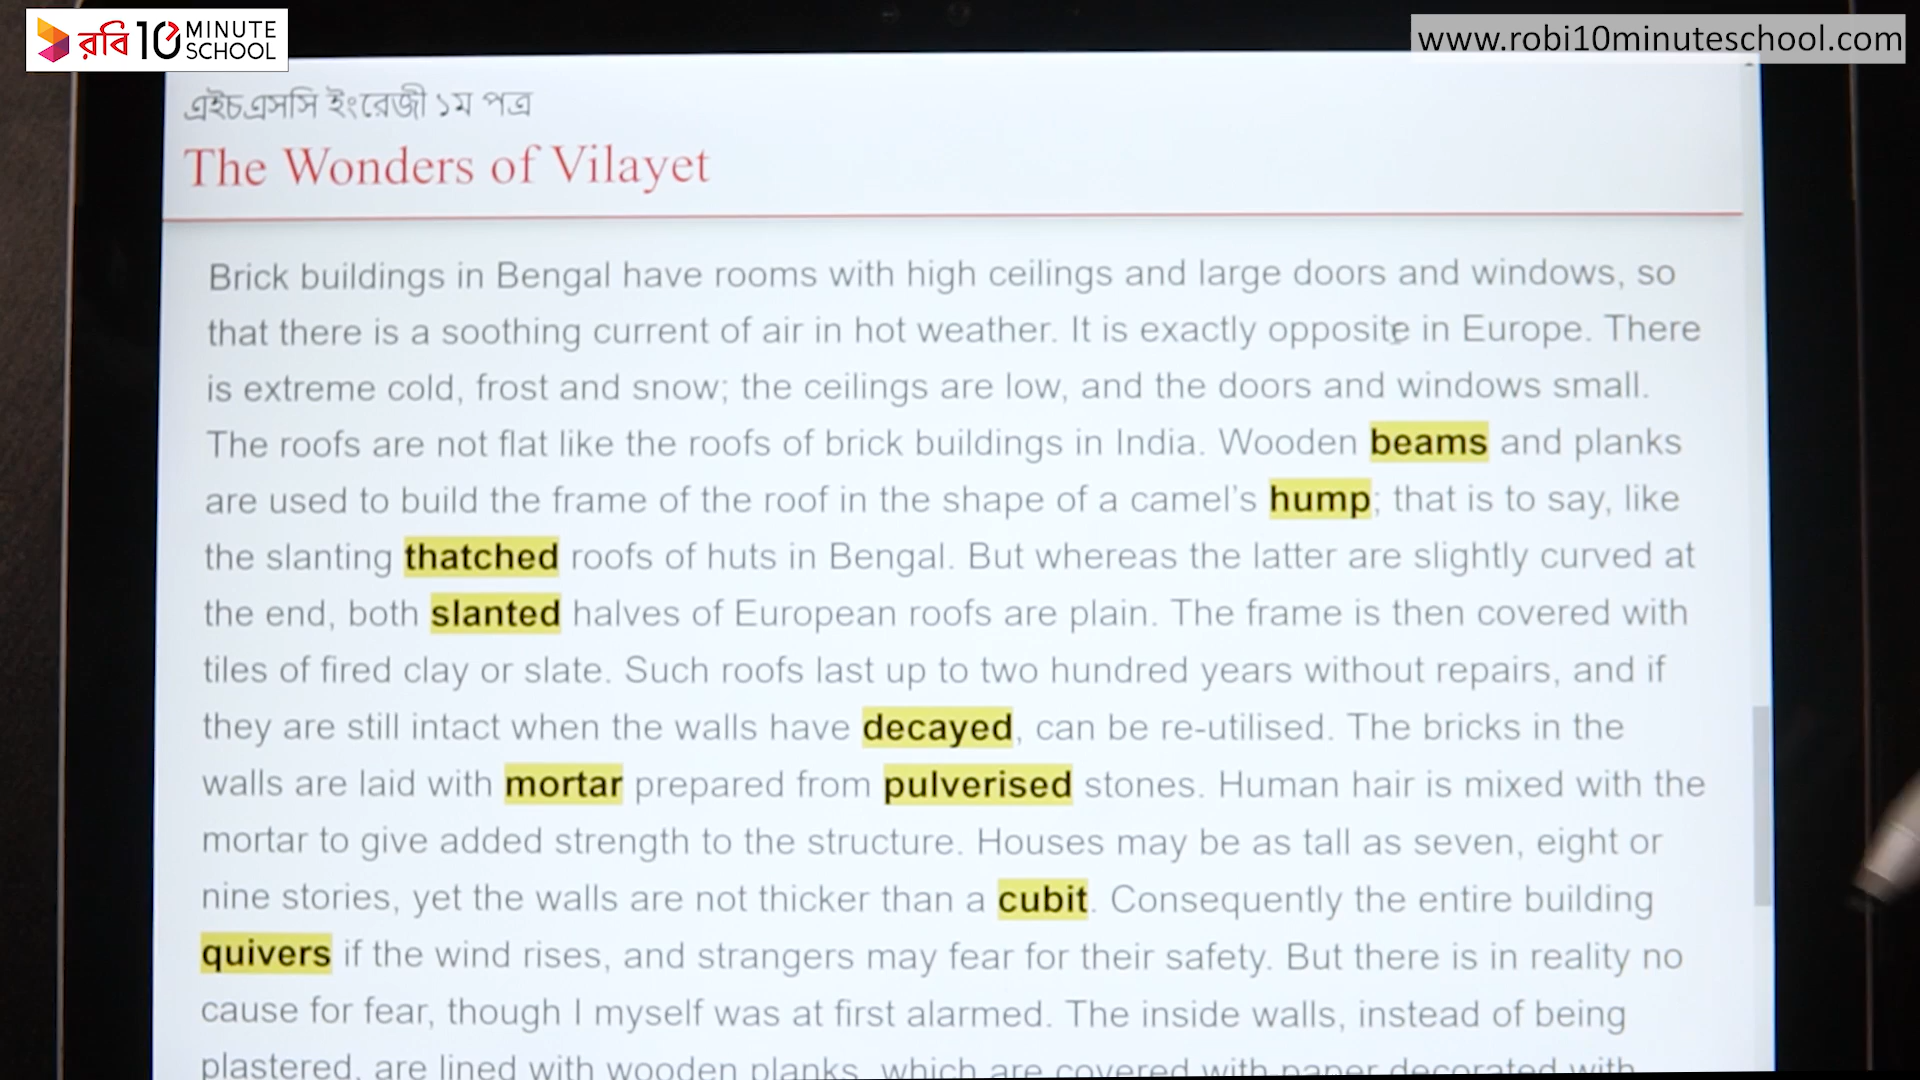 রবি 10 MINUTE SCHOOL
www.robi10minuteschool.com
এইচএসসি ইংরেজী ১ম পত্র
The Wonders of Vilayet
Brick buildings in Bengal have rooms with high ceilings and large doors and windows, so
that there is a soothing current of air in hot weather. It is exactly opposite in Europe. There
is extreme cold, frost and snow; the ceilings are low, and the doors and windows small.
The roofs are not flat like the roofs of brick buildings in India. Wooden beams and planks
are used to build the frame of the roof in the shape of a camel's hump; that is to say, like
the slanting thatched roofs of huts in Bengal. But whereas the latter are slightly curved at
the end, both slanted halves of European roofs are plain. The frame is then covered with
tiles of fired clay or slate. Such roofs last up to two hundred years without repairs, and if
they are still intact when the walls have decayed, can be re-utilised. The bricks in the
walls are laid with mortar prepared from pulverised stones. Human hair is mixed with the
mortar to give added strength to the structure. Houses may be as tall as seven, eight or
nine stories, yet the walls are not thicker than a cubit. Consequently the entire building
quivers if the wind rises, and strangers may fear for their safety. But there is in reality no
cause for fear, though I myself was at first alarmed. The inside walls, instead of being
plastered, are lined with wooden planks, which are covered with paper decorated with